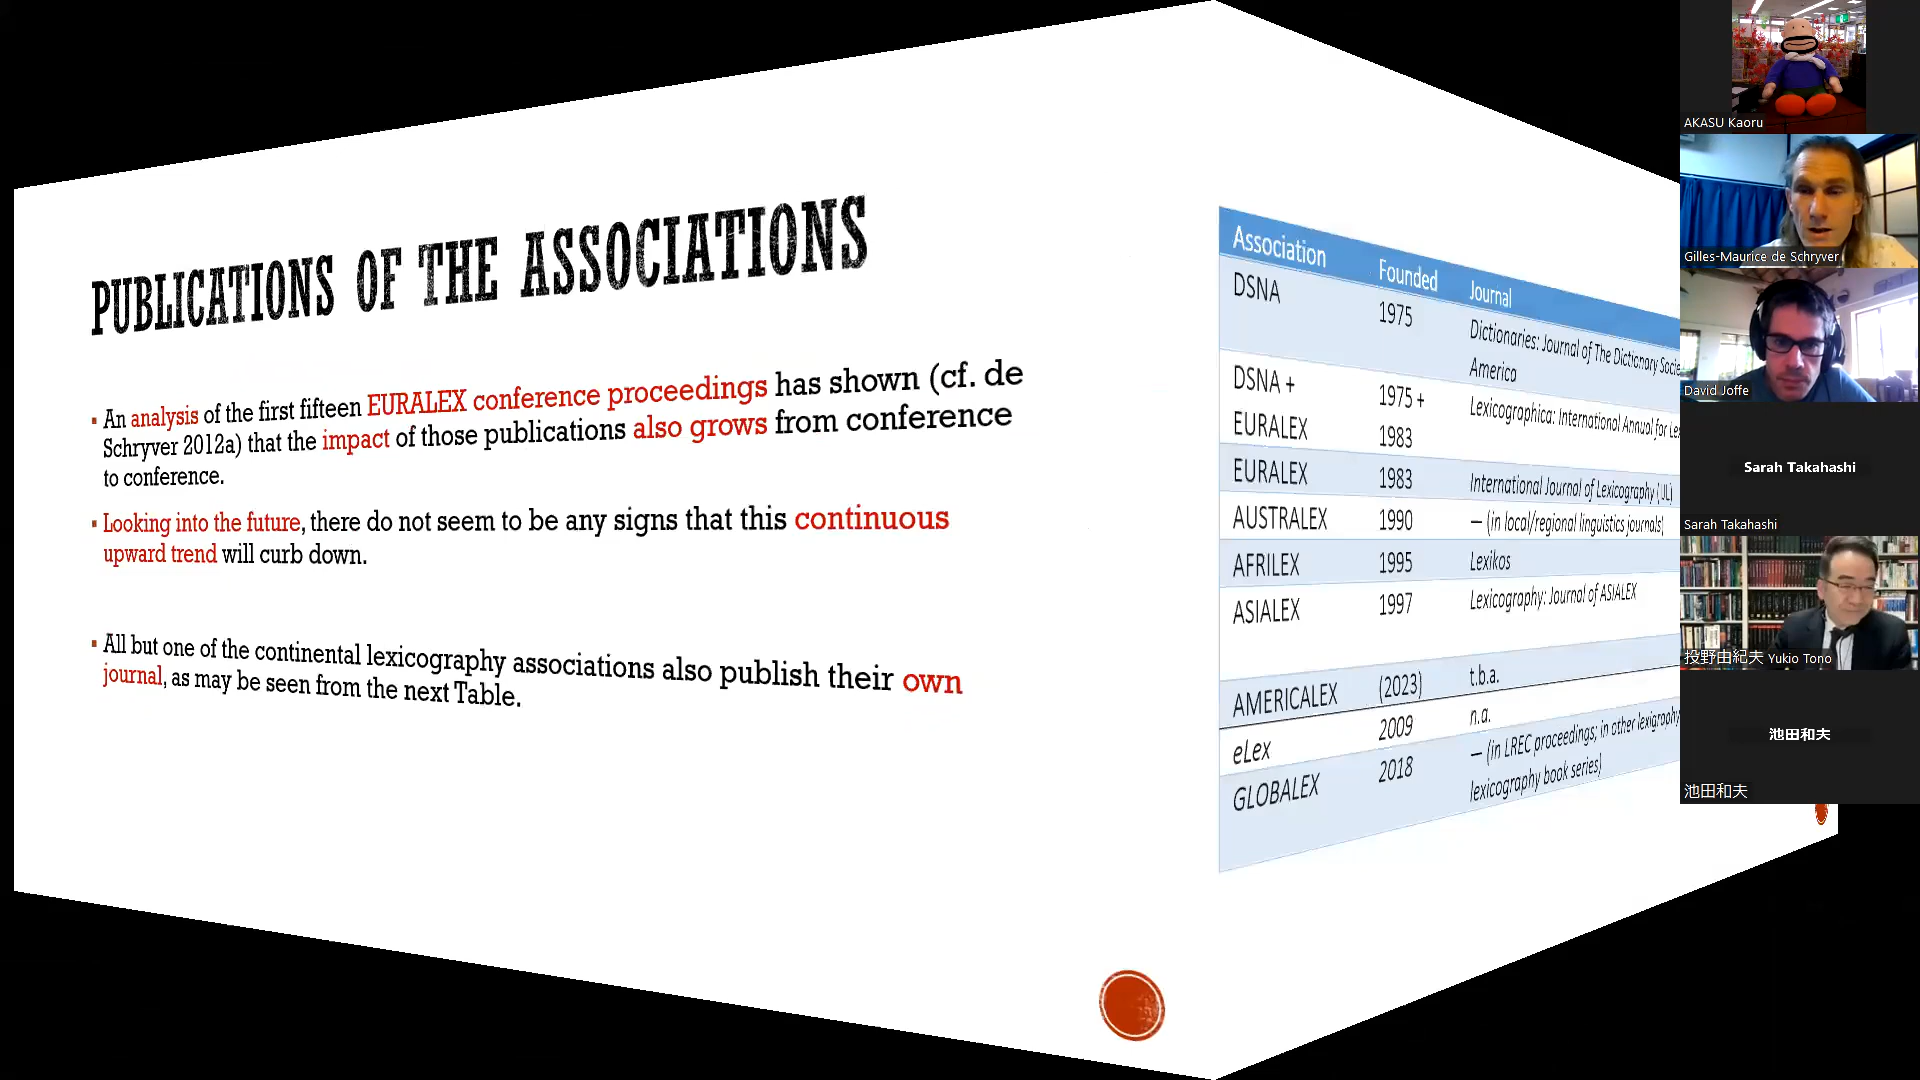 PUBLICATIONS OF THE ASSOCIATIONS
An analysis of the first fifteen EURALEX conference proceedings has shown (cf. de
Schryver 2012a) that the impact of those publications also grows from conference
to conference.
Looking into the future, there do not seem to be any signs that this continuous
upward trend will curb down.
All but one of the continental lexicography associations also publish their own
journal, as may be seen from the next Table.
Association Founded Journal
DSNA 1975 Dictionaries: Journal of The Dictionary
America
DSNA + 1975 + Lexicographica: International Annual for
EURALEX 1983
EURALEX 1983 International Journal of Lexicography (IJL)
AUSTRALEX 1990 — (in local/regional linguistics journals)
AFRILEX 1995 Lexikos
ASIALEX 1997 Lexicography: Journal of ASIALEX
AMERICALEX (2023) t.b.a.
eLex 2009 n.a.
GLOBALEX 2018 — (in LREC proceedings; in other lexigraphy
lexicography book series)
AKASU Kaoru
Gilles-Maurice de Schryver
David Joffe
Sarah Takahashi
Sarah Takahashi
投野由紀夫 Yukio Tono
池田和夫
池田和夫